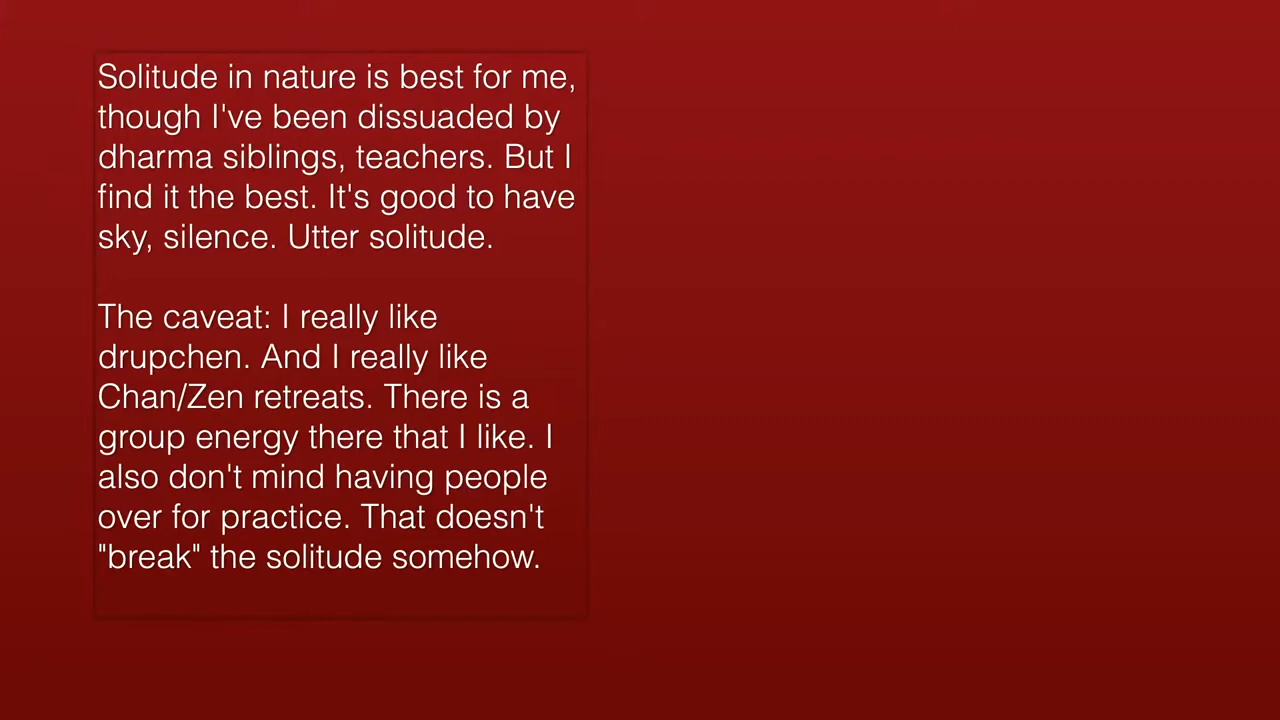 Solitude in nature is best for me,
though I've been dissuaded by
dharma siblings, teachers. But I
find it the best. It's good to have
sky, silence. Utter solitude.
The caveat: I really like
drupchen. And I really like
Chan/Zen retreats. There is a
group energy there that I like. I
also don't mind having people
over for practice. That doesn't
"break" the solitude somehow.